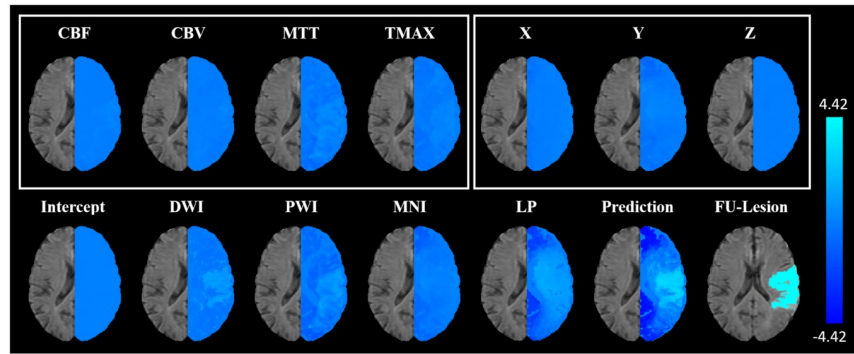 CBF CBV MTT TMAX X Y Z
4.42
Intercept DWI PWI MNI LP Prediction FU-Lesion
-4.42